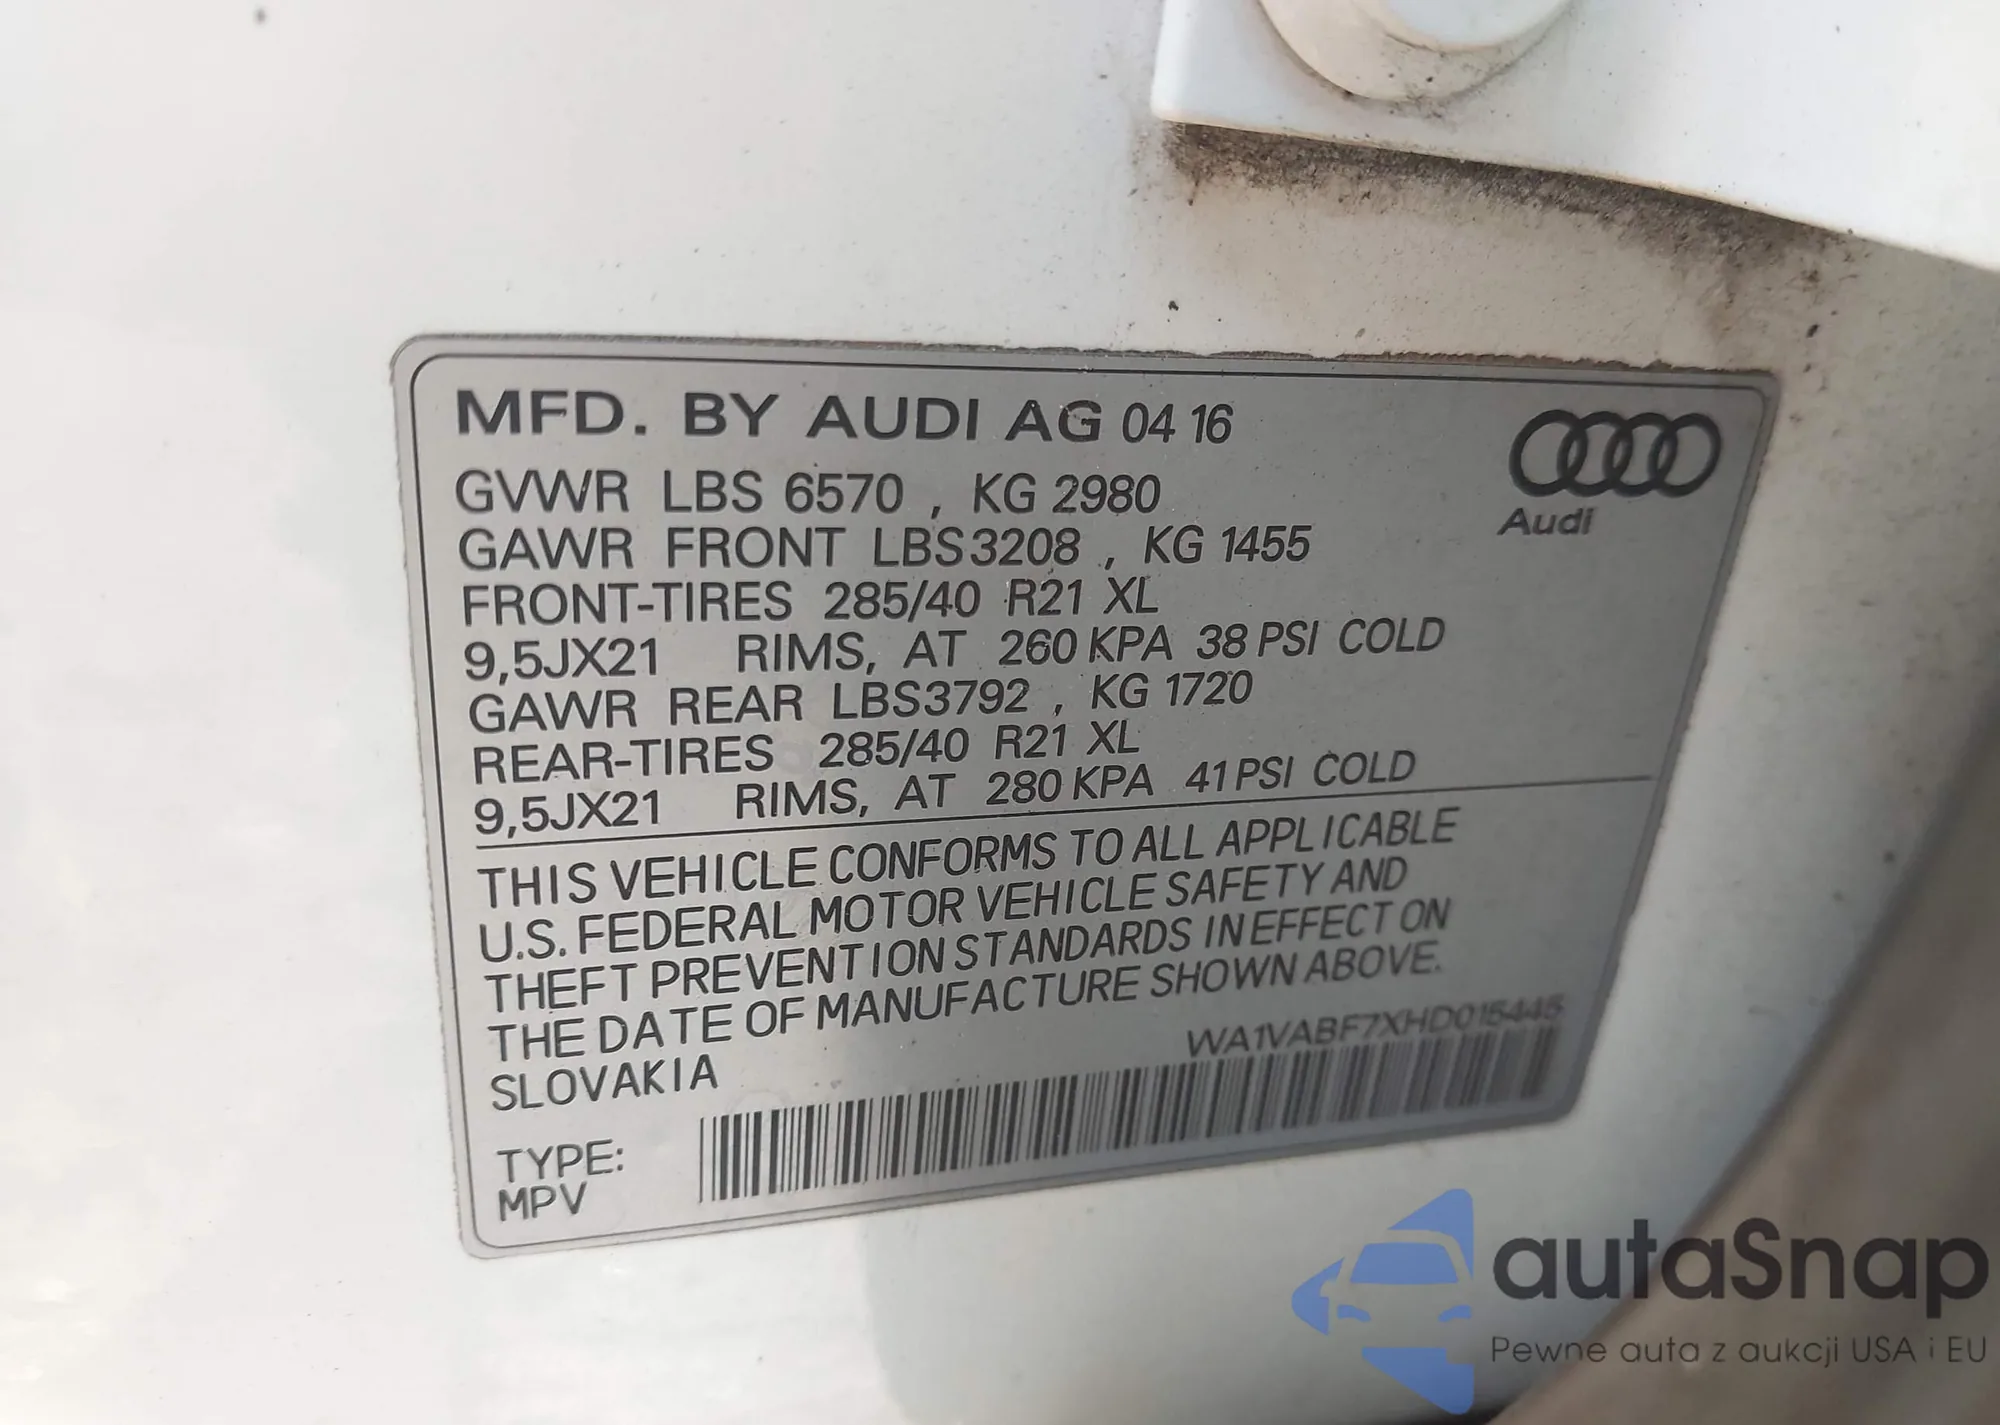 MFD. BY AUDI AG 04 16
GVWR LBS 6570 , KG 2980
GAWR FRONT LBS3208 , KG 1455
FRONT-TIRES 285/40 R21 XL
9,5JX21 RIMS, AT 260 KPA 38 PSI COLD
GAWR REAR LBS3792 , KG 1720
REAR-TIRES 285/40 R21 XL
9,5JX21 RIMS, AT 280 KPA 41 PSI COLD
Audi
THIS VEHICLE CONFORMS TO ALL APPLICABLE
U.S. FEDERAL MOTOR VEHICLE SAFETY AND
THEFT PREVENTION STANDARDS IN EFFECT ON
THE DATE OF MANUFACTURE SHOWN ABOVE.
SLOVAKIA
WA1VABF7XHD015445
TYPE:
MPV
autaSnap
Pewne auta z aukcji USA i EU